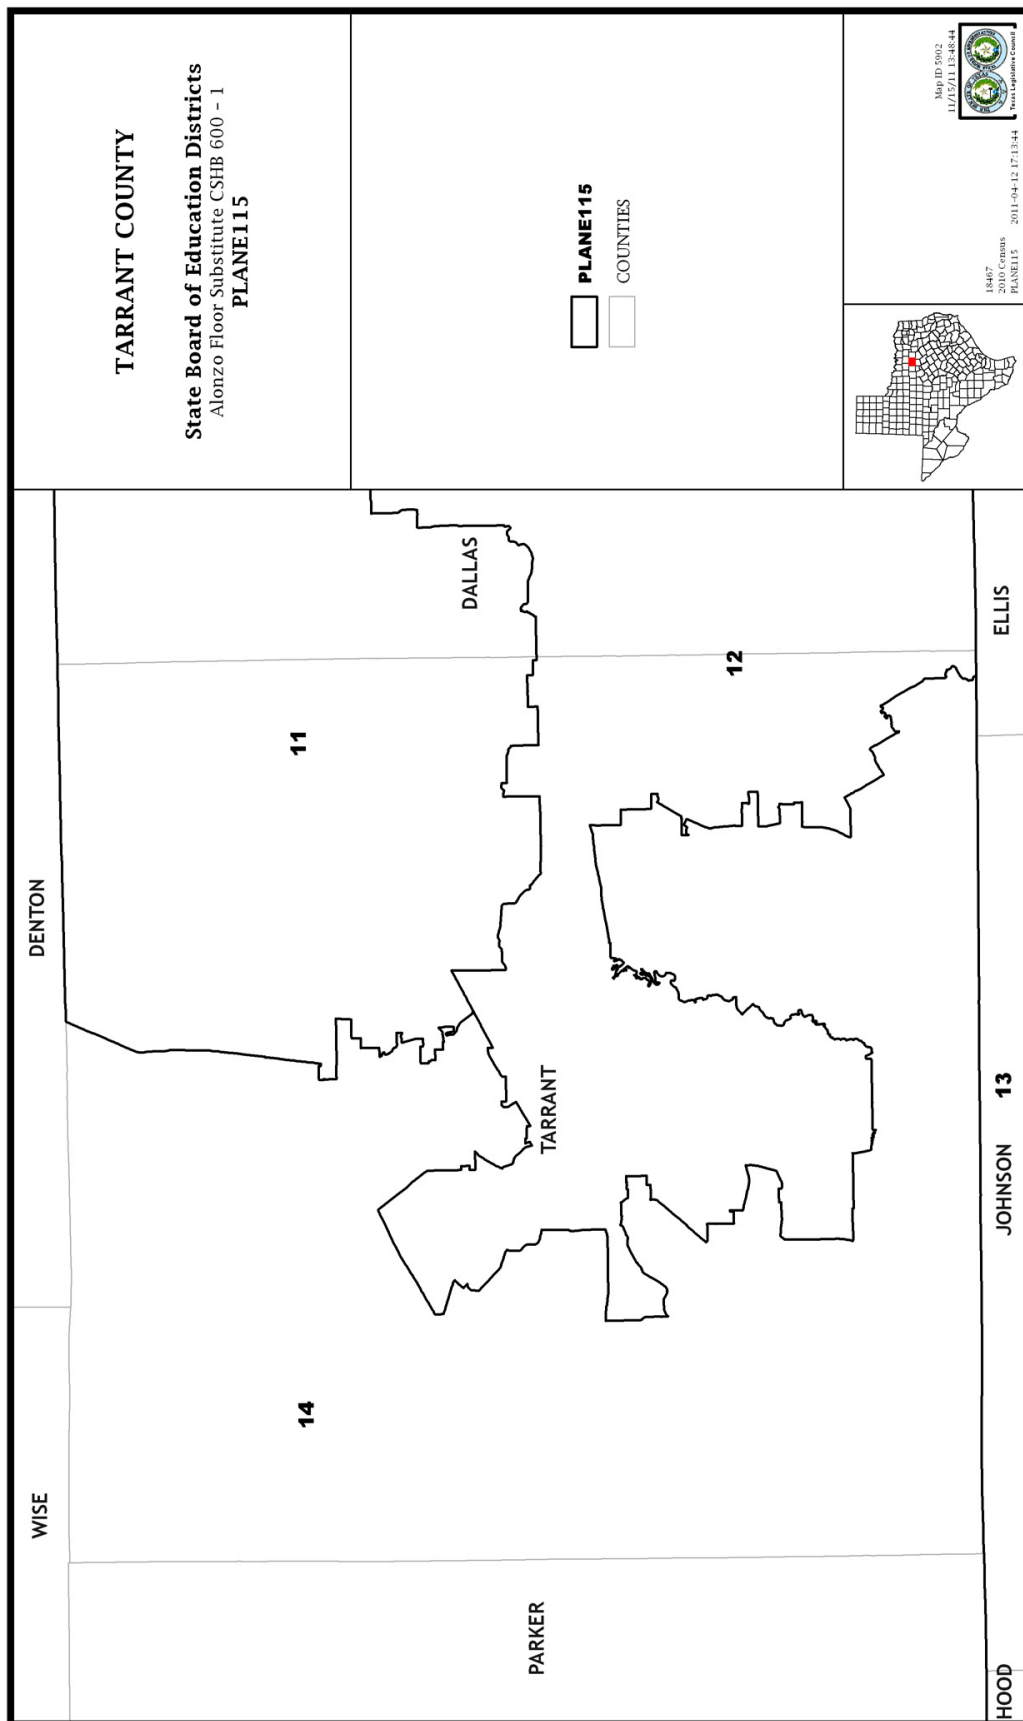 TARRANT COUNTY
State Board of Education Districts
Alonzo Floor Substitute CSHB 600 - 1
PLANE115
PLANE115
COUNTIES
Map ID 5902
11/15/11 13:48:44
Texas Legislative Council
18467
2010 Census
PLANE115 2011-04-12 17:13:44
WISE
DENTON
14
11
DALLAS
PARKER
TARRANT
12
HOOD
JOHNSON
13
ELLIS